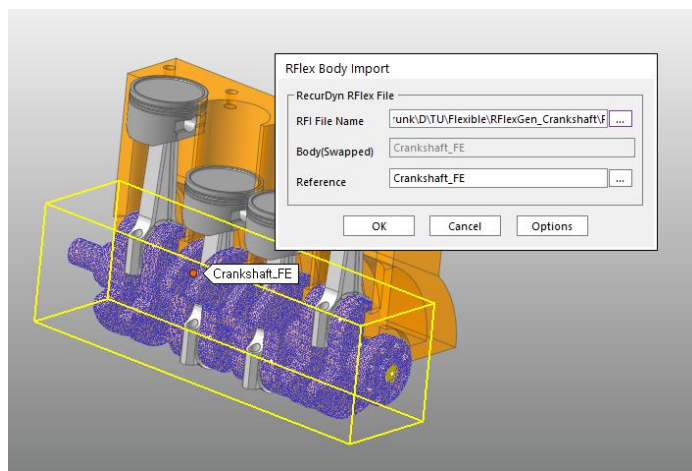 RFlex Body Import
RecurDyn RFlex File
RFI File Name :runk\D\TU\Flexible\RFlexGen_Crankshaft\F ...
Body(Swapped) Crankshaft_FE
Reference Crankshaft_FE ...
OK Cancel Options
Crankshaft_FE